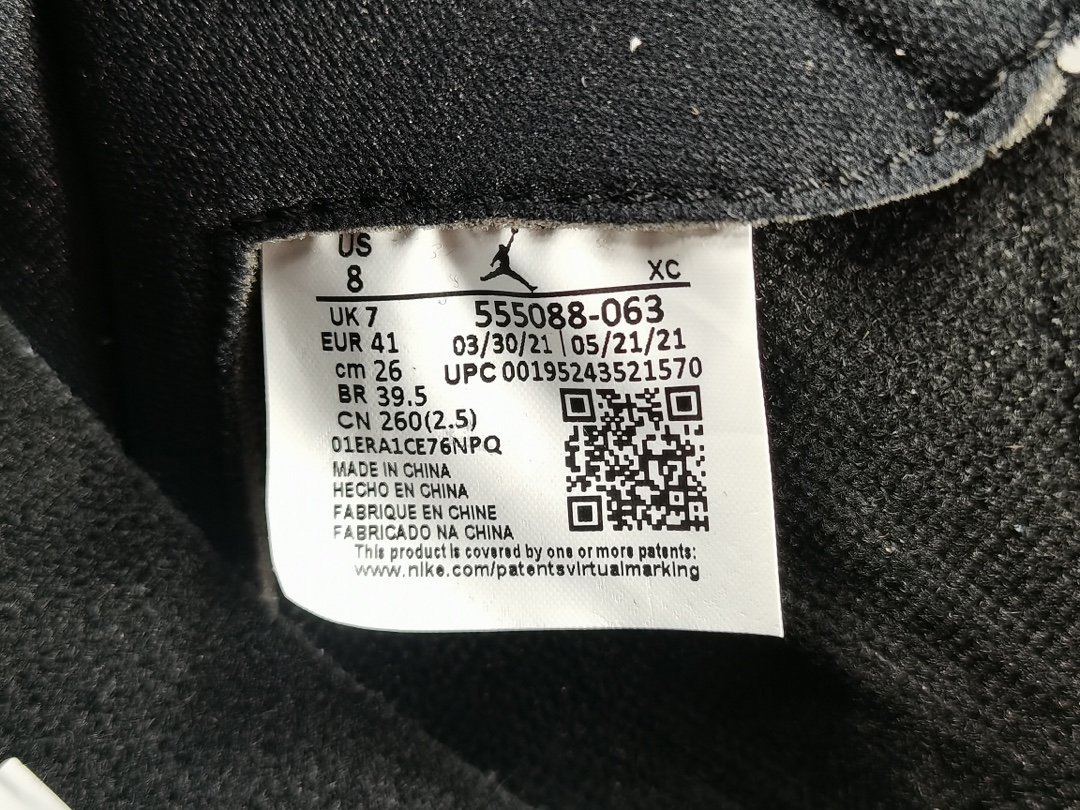 US
8
XC
UK 7
555088-063
EUR 41
03/30/21 | 05/21/21
cm 26
UPC 00195243521570
BR 39.5
CN 260(2.5)
01ERA1CE76NPQ
MADE IN CHINA
HECHO EN CHINA
FABRIQUE EN CHINE
FABRICADO NA CHINA
This product is covered by one or more patents:
www.nike.com/patentsvirtualmarking